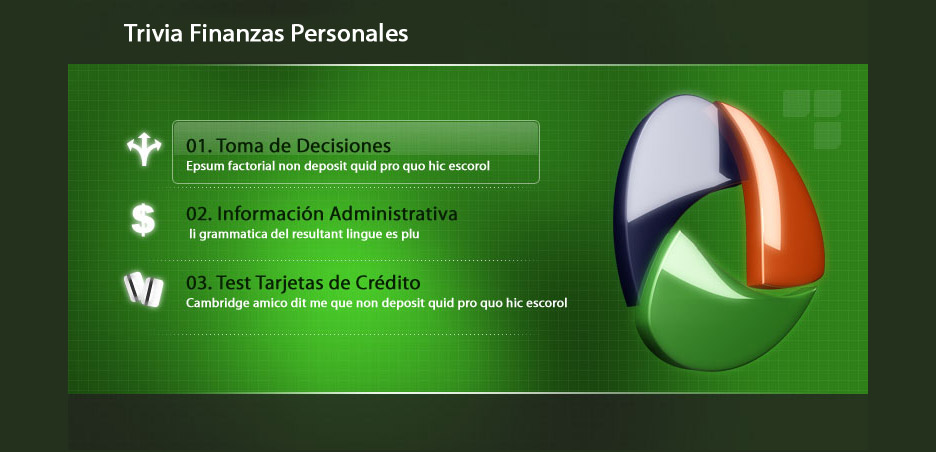 Trivia Finanzas Personales
01. Toma de Decisiones
Epsum factorial non deposit quid pro quo hic escorol
$
02. Información Administrativa
li grammatica del resultant lingue es plu
03. Test Tarjetas de Crédito
Cambridge amico dit me que non deposit quid pro quo hic escorol